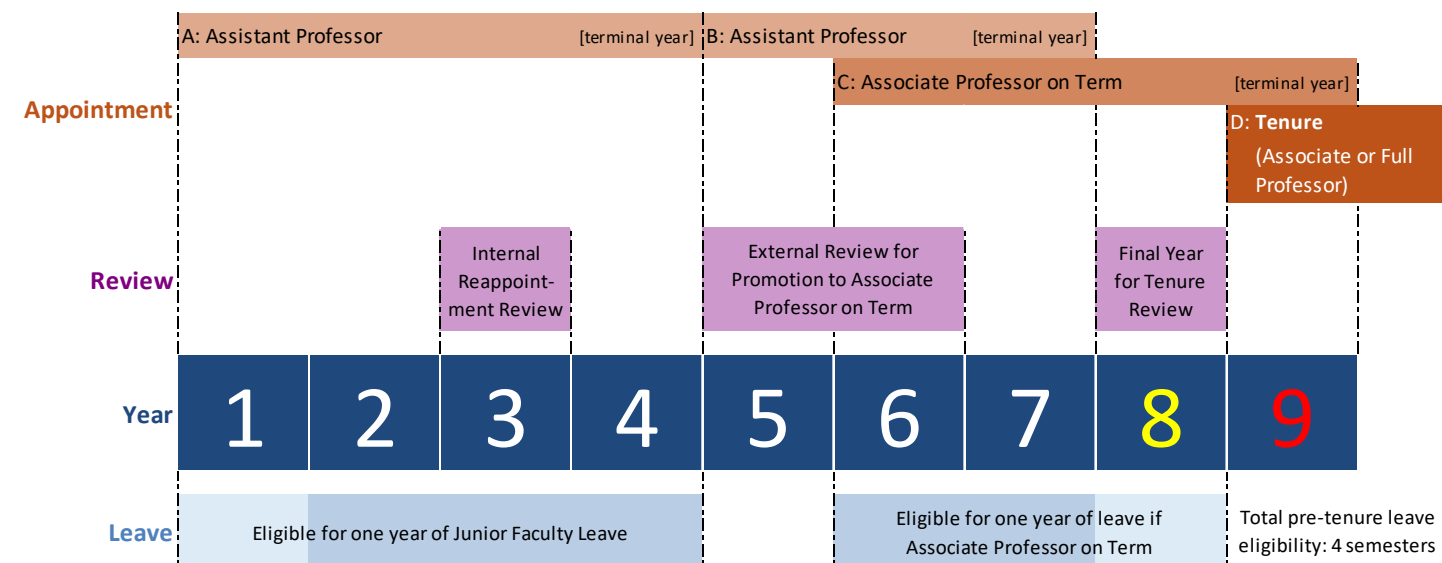 A: Assistant Professor [terminal year] B: Assistant Professor [terminal year]
C: Associate Professor on Term [terminal year]
Appointment
D: Tenure
(Associate or Full
Professor)
Review
Internal
Reappoint-
ment Review
External Review for
Promotion to Associate
Professor on Term
Final Year
for Tenure
Review
Year 1 2 3 4 5 6 7 8 9
Leave
Eligible for one year of Junior Faculty Leave
Eligible for one year of leave if
Associate Professor on Term
Total pre-tenure leave
eligibility: 4 semesters